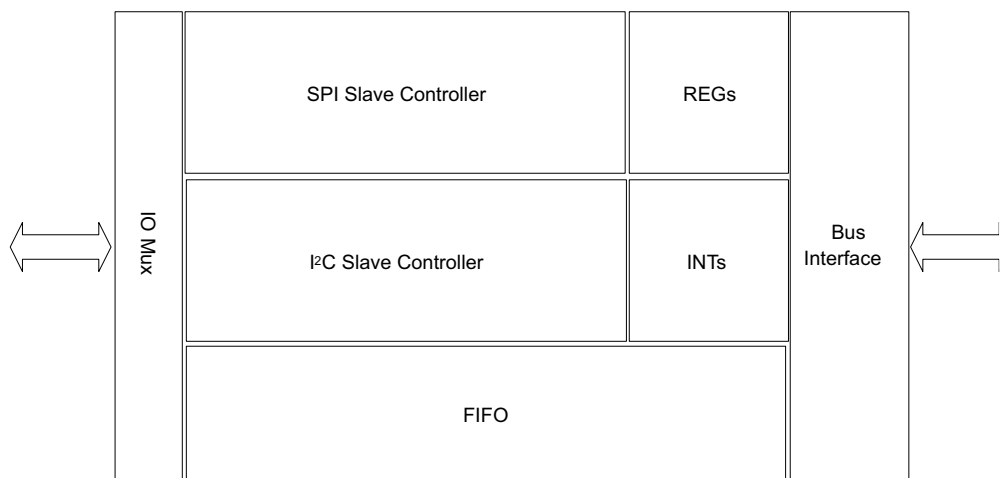 SPI Slave Controller
REGs
IO Mux
I²C Slave Controller
INTs
Bus
Interface
FIFO